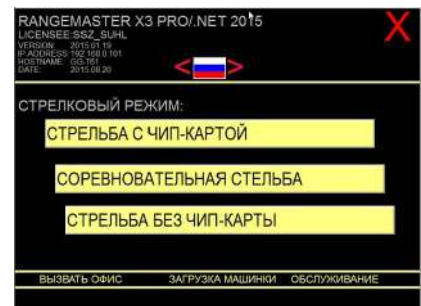 RANGEMASTER X3 PRO/.NET 2015
LICENSEE:SSZ_SUHL
VERSION: 2015.01.19
IP ADDRESS: 192.168.0.101
HOSTNAME: GG-T61
DATE: 2015.08.20
X
< >
СТРЕЛКОВЫЙ РЕЖИМ:
СТРЕЛЬБА С ЧИП-КАРТОЙ
СОРЕВНОВАТЕЛЬНАЯ СТЕЛЬБА
СТРЕЛЬБА БЕЗ ЧИП-КАРТЫ
ВЫЗВАТЬ ОФИС ЗАГРУЗКА МАШИНКИ ОБСЛУЖИВАНИЕ